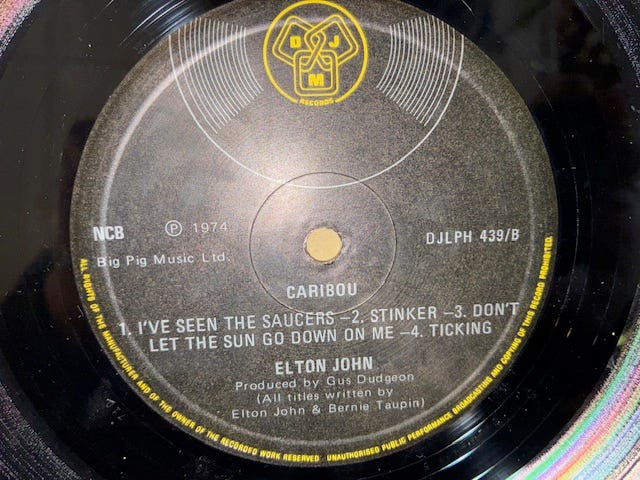 DJM
RECORDS
NCB
Ⓟ 1974
DJLPH 439/B
Big Pig Music Ltd.
CARIBOU
1. I'VE SEEN THE SAUCERS –2. STINKER –3. DON'T
LET THE SUN GO DOWN ON ME –4. TICKING
ELTON JOHN
Produced by Gus Dudgeon
(All titles written by
Elton John & Bernie Taupin)
ALL RIGHTS OF THE MANUFACTURER AND OF THE OWNER OF THE RECORDED WORK RESERVED UNAUTHORISED PUBLIC PERFORMANCE BROADCASTING AND COPYING OF THIS RECORD PROHIBITED